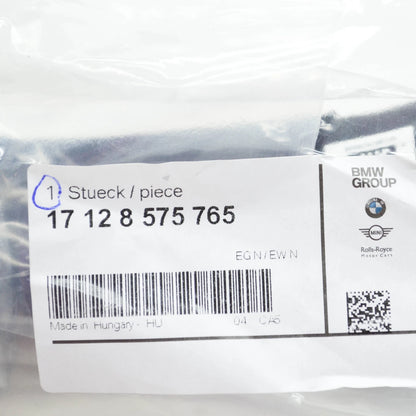 1 Stueck / piece
17 12 8 575 765
EGN/EWN
Made in Hungary - HU 04 CA6
BMW
GROUP
MINI
Rolls-Royce
Motor Cars